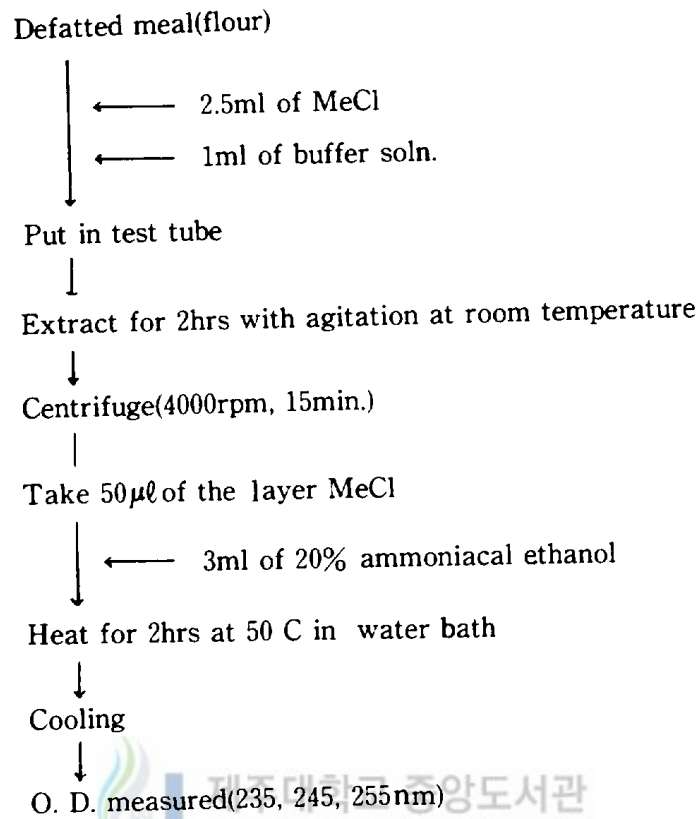 Defatted meal(flour)
2.5ml of MeCl
1ml of buffer soln.
Put in test tube
Extract for 2hrs with agitation at room temperature
Centrifuge(4000rpm, 15min.)
Take 50㎕ of the layer MeCl
3ml of 20% ammoniacal ethanol
Heat for 2hrs at 50 C in water bath
Cooling
제주대학교 중앙도서관
O. D. measured(235, 245, 255nm)